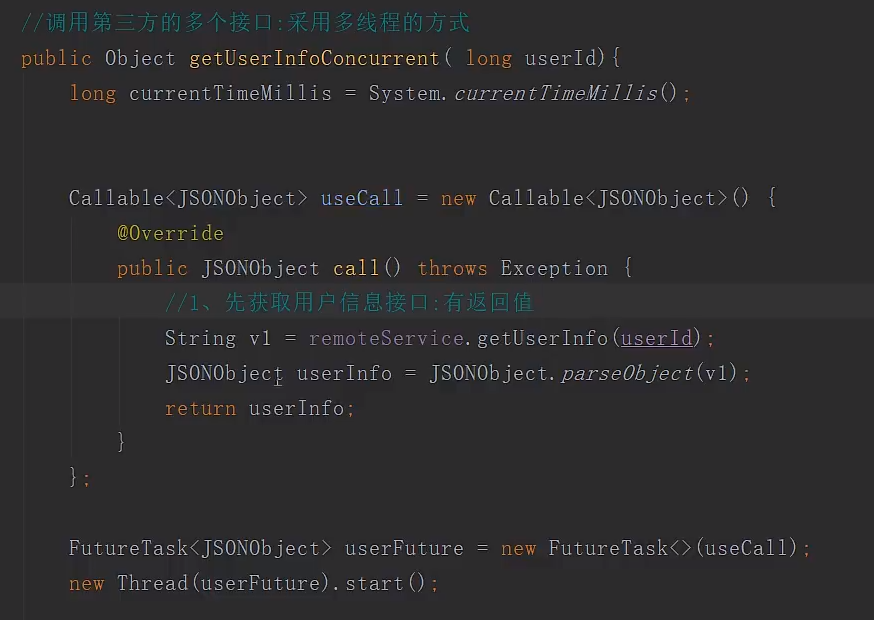 //调用第三方的多个接口:采用多线程的方式
public Object getUserInfoConcurrent( long userId){
long currentTimeMillis = System.currentTimeMillis();
Callable<JSONObject> useCall = new Callable<JSONObject>() {
@Override
public JSONObject call() throws Exception {
//1、先获取用户信息接口:有返回值
String v1 = remoteService.getUserInfo(userId);
JSONObject userInfo = JSONObject.parseObject(v1);
return userInfo;
}
};
FutureTask<JSONObject> userFuture = new FutureTask<>(useCall);
new Thread(userFuture).start();